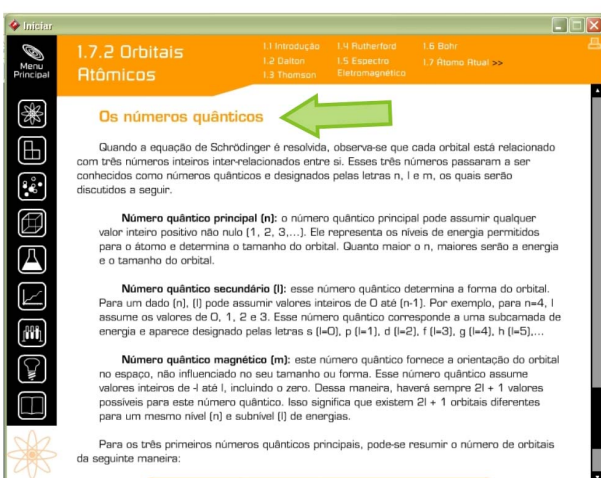 Iniciar
Menu
Principal
1.7.2 Orbitais
Atômicos
1.1 Introdução
1.2 Dalton
1.3 Thomson
1.4 Rutherford
1.5 Espectro
Eletromagnético
1.6 Bohr
1.7 Átomo Atual >>
Os números quânticos
Quando a equação de Schrödinger é resolvida, observa-se que cada orbital está relacionado
com três números inteiros inter-relacionados entre si. Esses três números passaram a ser
conhecidos como números quânticos e designados pelas letras n, l e m, os quais serão
discutidos a seguir.
Número quântico principal (n): o número quântico principal pode assumir qualquer
valor inteiro positivo não nulo (1, 2, 3,...). Ele representa os níveis de energia permitidos
para o átomo e determina o tamanho do orbital. Quanto maior o n, maiores serão a energia
e o tamanho do orbital.
Número quântico secundário (l): esse número quântico determina a forma do orbital.
Para um dado (n), (l) pode assumir valores inteiros de 0 até (n-1). Por exemplo, para n=4, l
assume os valores de 0, 1, 2 e 3. Esse número quântico corresponde a uma subcamada de
energia e aparece designado pelas letras s (l=0), p (l=1), d (l=2), f (l=3), g (l=4), h (l=5),...
Número quântico magnético (m): este número quântico fornece a orientação do orbital
no espaço, não influenciado no seu tamanho ou forma. Esse número quântico assume
valores inteiros de -l até l, incluindo o zero. Dessa maneira, haverá sempre 2l + 1 valores
possíveis para este número quântico. Isso significa que existem 2l + 1 orbitais diferentes
para um mesmo nível (n) e subnível (l) de energias.
Para os três primeiros números quânticos principais, pode-se resumir o número de orbitais
da seguinte maneira: